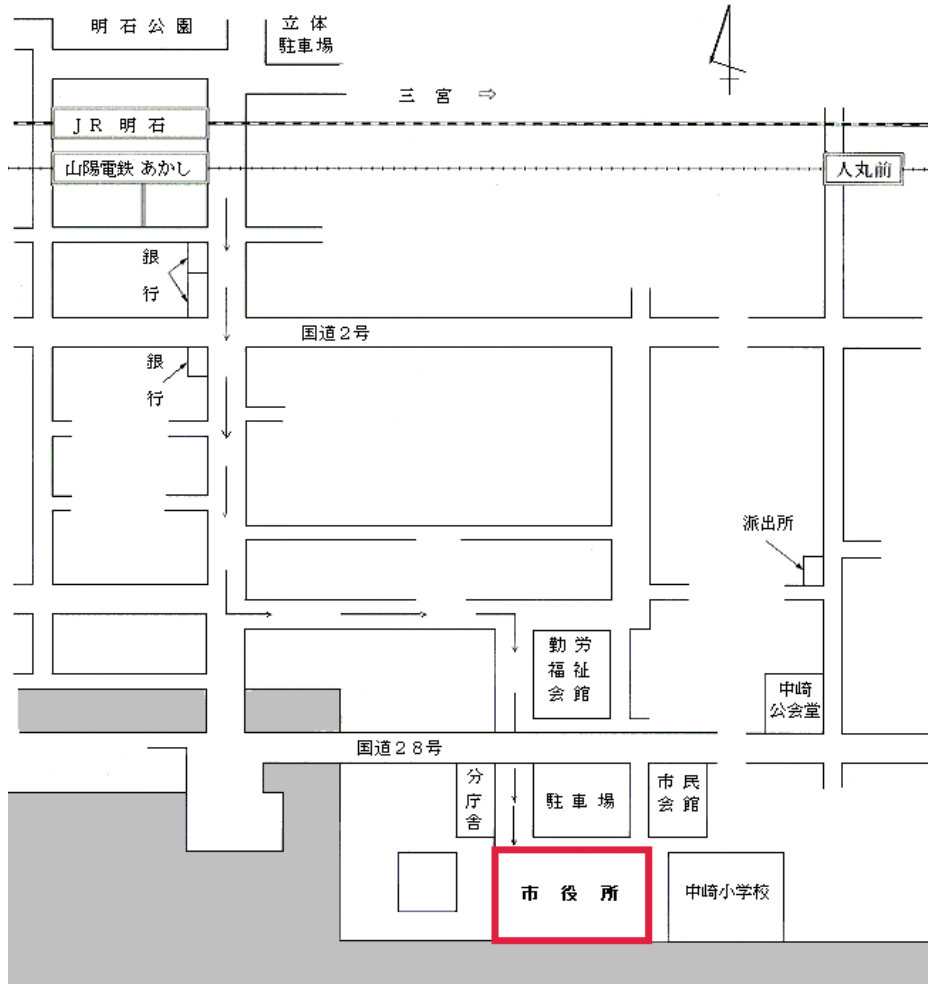 明石公園
立体
駐車場
三宮 ⇨
JR 明石
山陽電鉄 あかし
人丸前
銀
行
国道2号
銀
行
派出所
勤労
福祉
会館
中崎
公会堂
国道28号
分
庁
舎
駐車場
市民
会館
市役所
中崎小学校